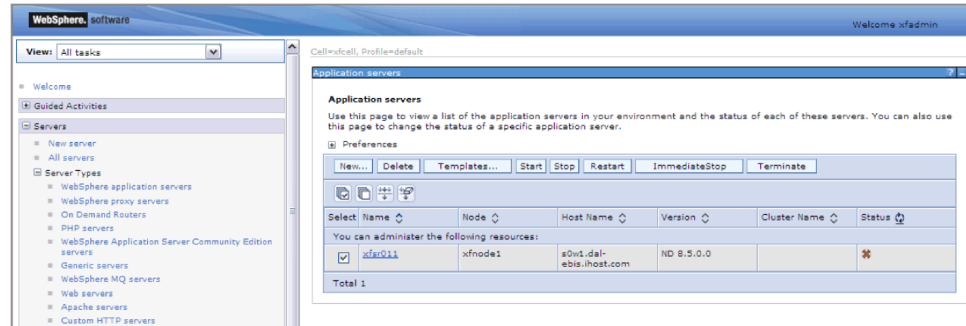 WebSphere. software
Welcome xfadmin
View: All tasks
Cell=xfcell, Profile=default
Welcome
Guided Activities
Servers
New server
All servers
Server Types
WebSphere application servers
WebSphere proxy servers
On Demand Routers
PHP servers
WebSphere Application Server Community Edition
servers
Generic servers
WebSphere MQ servers
Web servers
Apache servers
Custom HTTP servers
Application servers
Application servers
Use this page to view a list of the application servers in your environment and the status of each of these servers. You can also use
this page to change the status of a specific application server.
Preferences
New... Delete Templates... Start Stop Restart ImmediateStop Terminate
Select Name Node Host Name Version Cluster Name Status
You can administer the following resources:
xfsr011 xfnode1 s0w1.dal- ND 8.5.0.0
ebis.ihost.com
Total 1